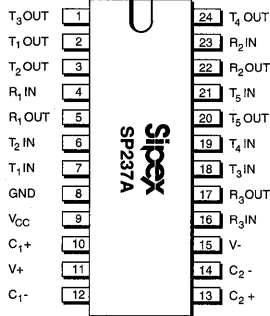 T3 OUT 1 24 T4 OUT
T1 OUT 2 23 R2 IN
T2 OUT 3 22 R2 OUT
R1 IN 4 21 T5 IN
R1 OUT 5 20 T5 OUT
T2 IN 6 19 T4 IN
T1 IN 7 18 T3 IN
GND 8 17 R3 OUT
VCC 9 16 R3 IN
C1+ 10 15 V-
V+ 11 14 C2 -
C1- 12 13 C2 +
Sipex
SP237A